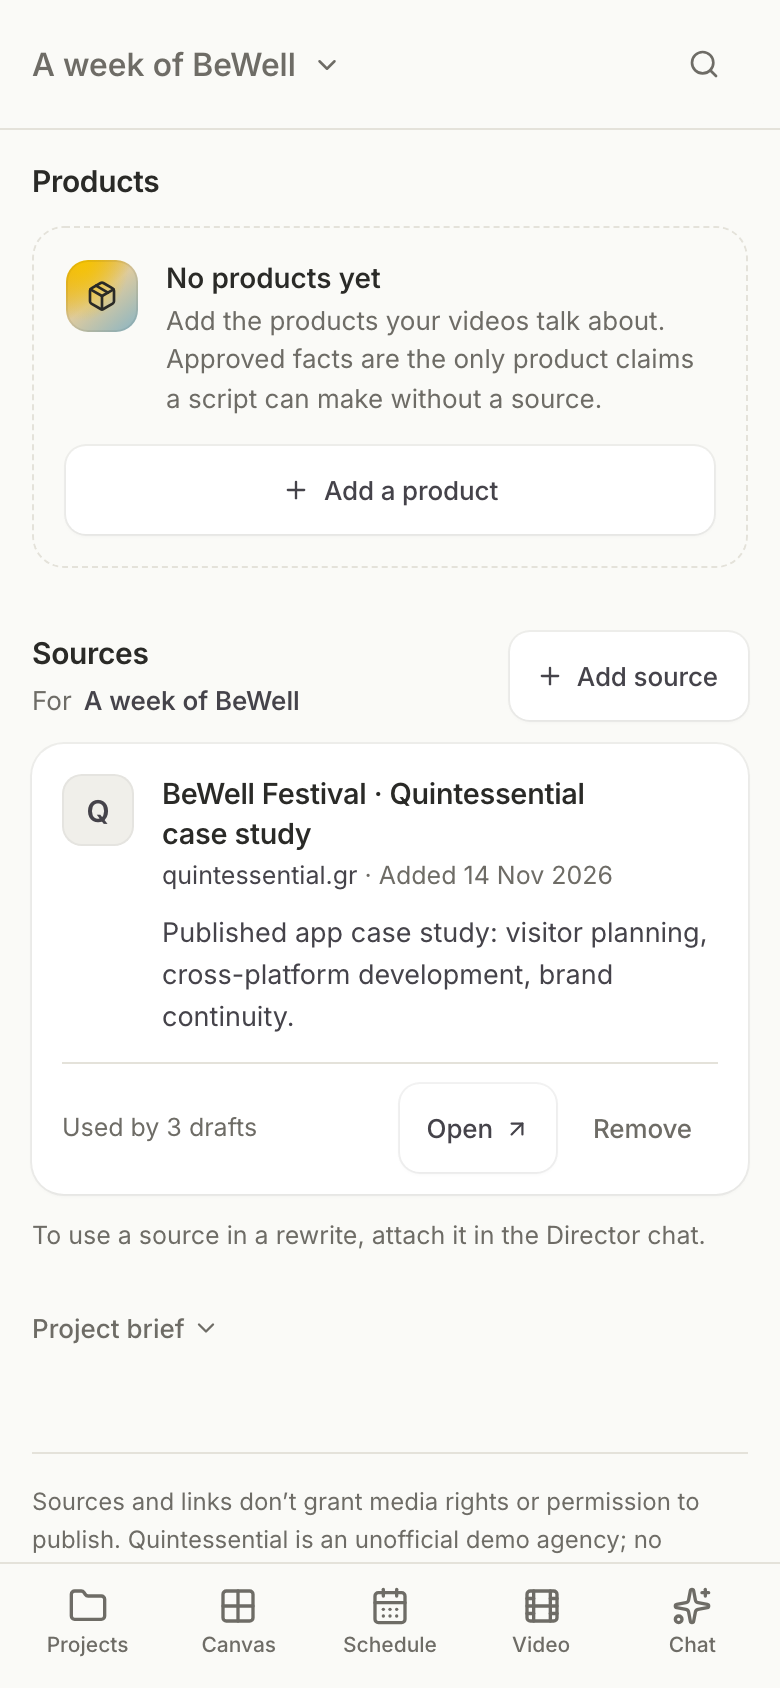 A week of BeWell
Products
No products yet
Add the products your videos talk about.
Approved facts are the only product claims
a script can make without a source.
Add a product
Sources
For A week of BeWell
Add source
Q
BeWell Festival · Quintessential
case study
quintessential.gr · Added 14 Nov 2026
Published app case study: visitor planning,
cross-platform development, brand
continuity.
Used by 3 drafts
Open
Remove
To use a source in a rewrite, attach it in the Director chat.
Project brief
Sources and links don’t grant media rights or permission to
publish. Quintessential is an unofficial demo agency; no
Projects
Canvas
Schedule
Video
Chat